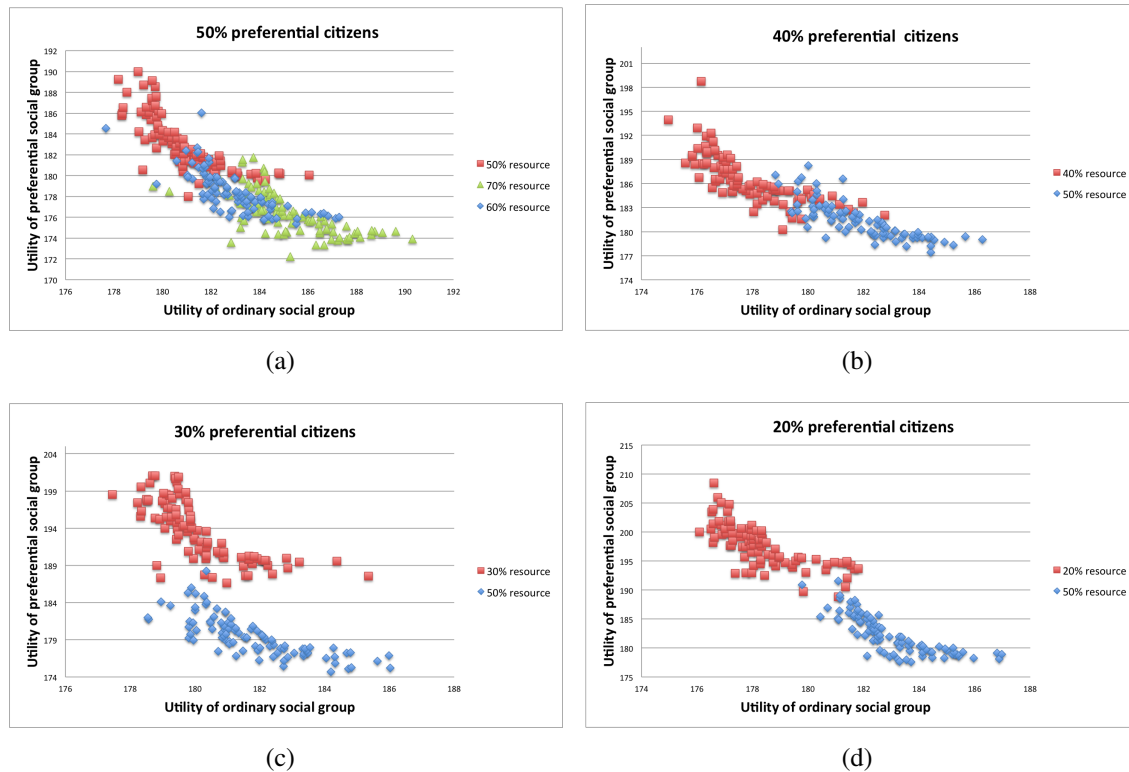 50% preferential citizens
Utility of preferential social group
192
190
188
186
184
182
180
178
176
174
172
170
176 178 180 182 184 186 188 190 192
Utility of ordinary social group
50% resource
70% resource
60% resource
(a)
40% preferential citizens
Utility of preferential social group
201
198
195
192
189
186
183
180
177
174
174 176 178 180 182 184 186 188
Utility of ordinary social group
40% resource
50% resource
(b)
30% preferential citizens
Utility of preferential social group
204
199
194
189
184
179
174
176 178 180 182 184 186 188
Utility of ordinary social group
30% resource
50% resource
(c)
20% preferential citizens
Utility of preferential social group
215
210
205
200
195
190
185
180
175
174 176 178 180 182 184 186 188
Utility of ordinary social group
20% resource
50% resource
(d)